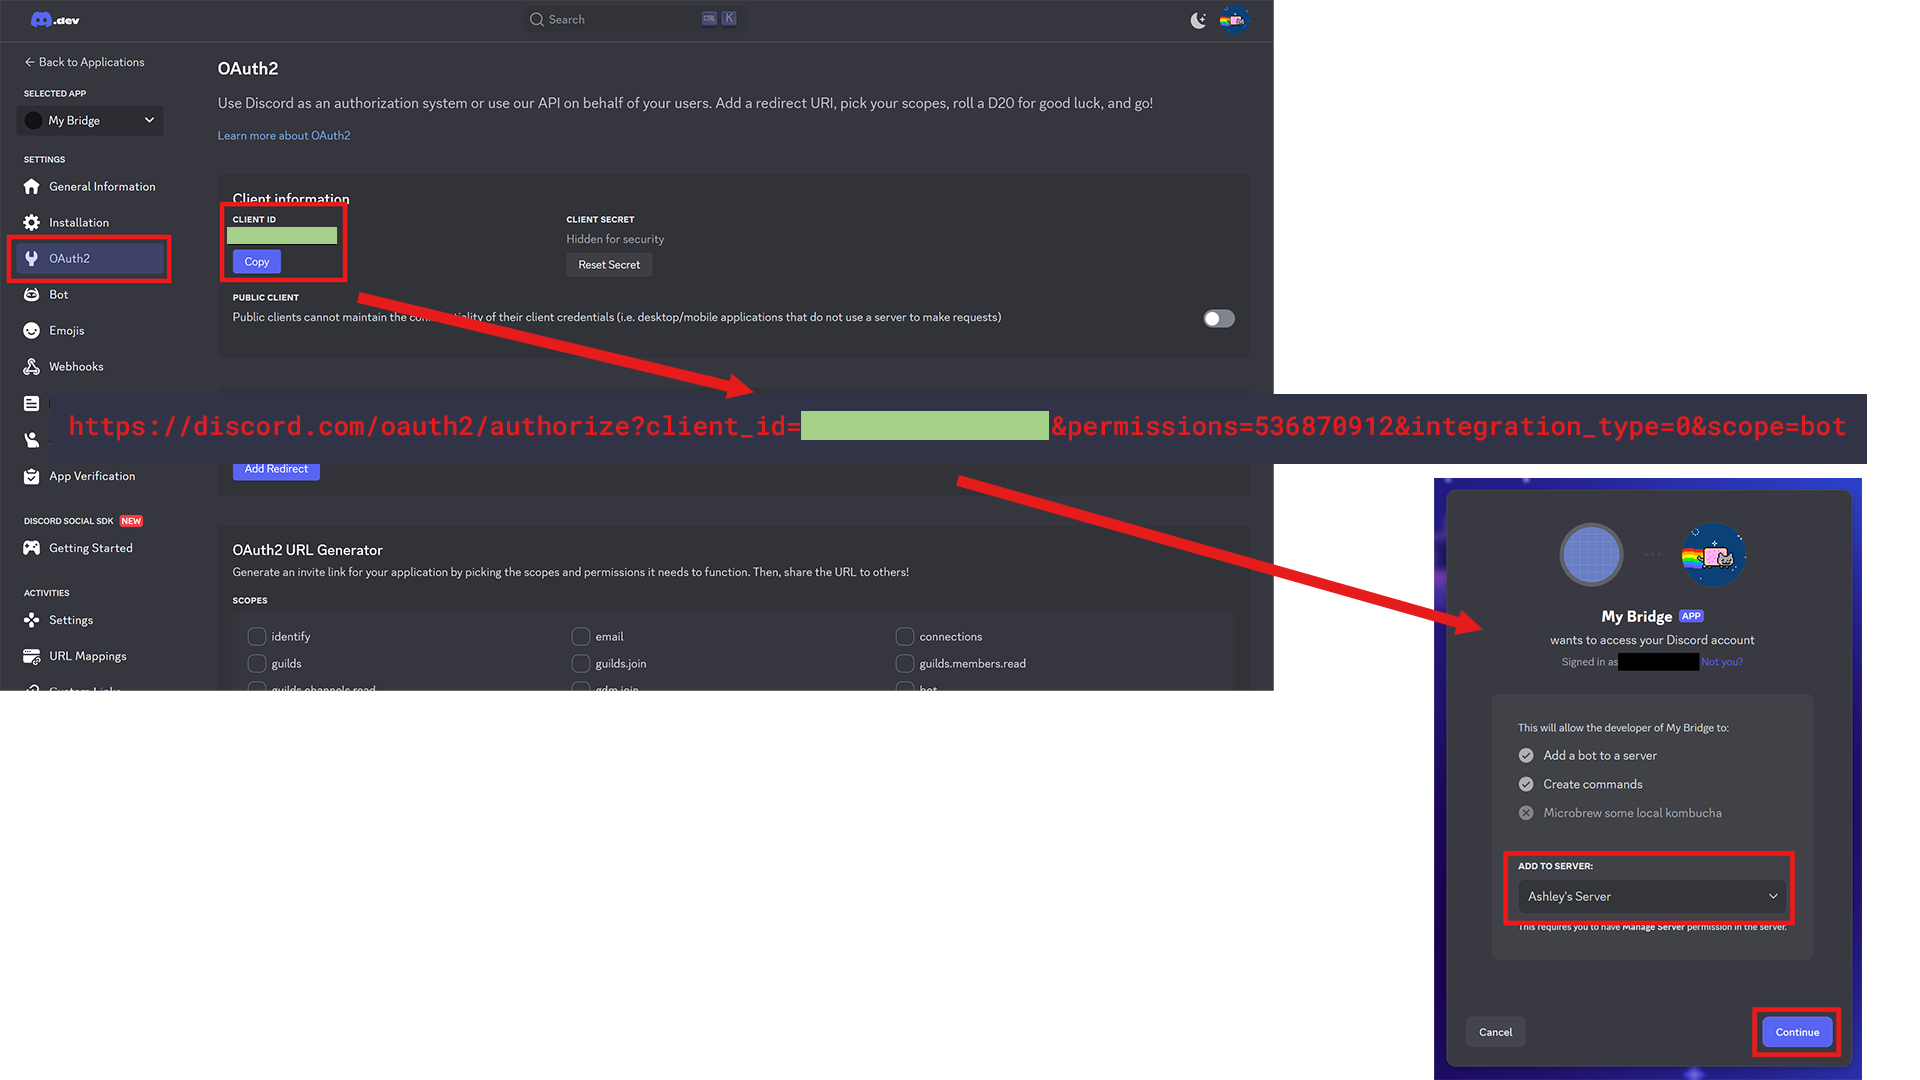 .dev
Search
CTRL K
Back to Applications
SELECTED APP
My Bridge
SETTINGS
General Information
Installation
OAuth2
Bot
Emojis
Webhooks
App Verification
DISCORD SOCIAL SDK NEW
Getting Started
ACTIVITIES
Settings
URL Mappings
Custom Links
OAuth2
Use Discord as an authorization system or use our API on behalf of your users. Add a redirect URI, pick your scopes, roll a D20 for good luck, and go!
Learn more about OAuth2
Client information
CLIENT ID
Copy
CLIENT SECRET
Hidden for security
Reset Secret
PUBLIC CLIENT
Public clients cannot maintain the confidentiality of their client credentials (i.e. desktop/mobile applications that do not use a server to make requests)
https://discord.com/oauth2/authorize?client_id= &permissions=536870912&integration_type=0&scope=bot
Add Redirect
OAuth2 URL Generator
Generate an invite link for your application by picking the scopes and permissions it needs to function. Then, share the URL to others!
SCOPES
identify email connections
guilds guilds.join guilds.members.read
guilds.channels.read gdm.join bot
My Bridge APP
wants to access your Discord account
Signed in as Not you?
This will allow the developer of My Bridge to:
Add a bot to a server
Create commands
Microbrew some local kombucha
ADD TO SERVER:
Ashley's Server
This requires you to have Manage Server permission in the server.
Cancel
Continue